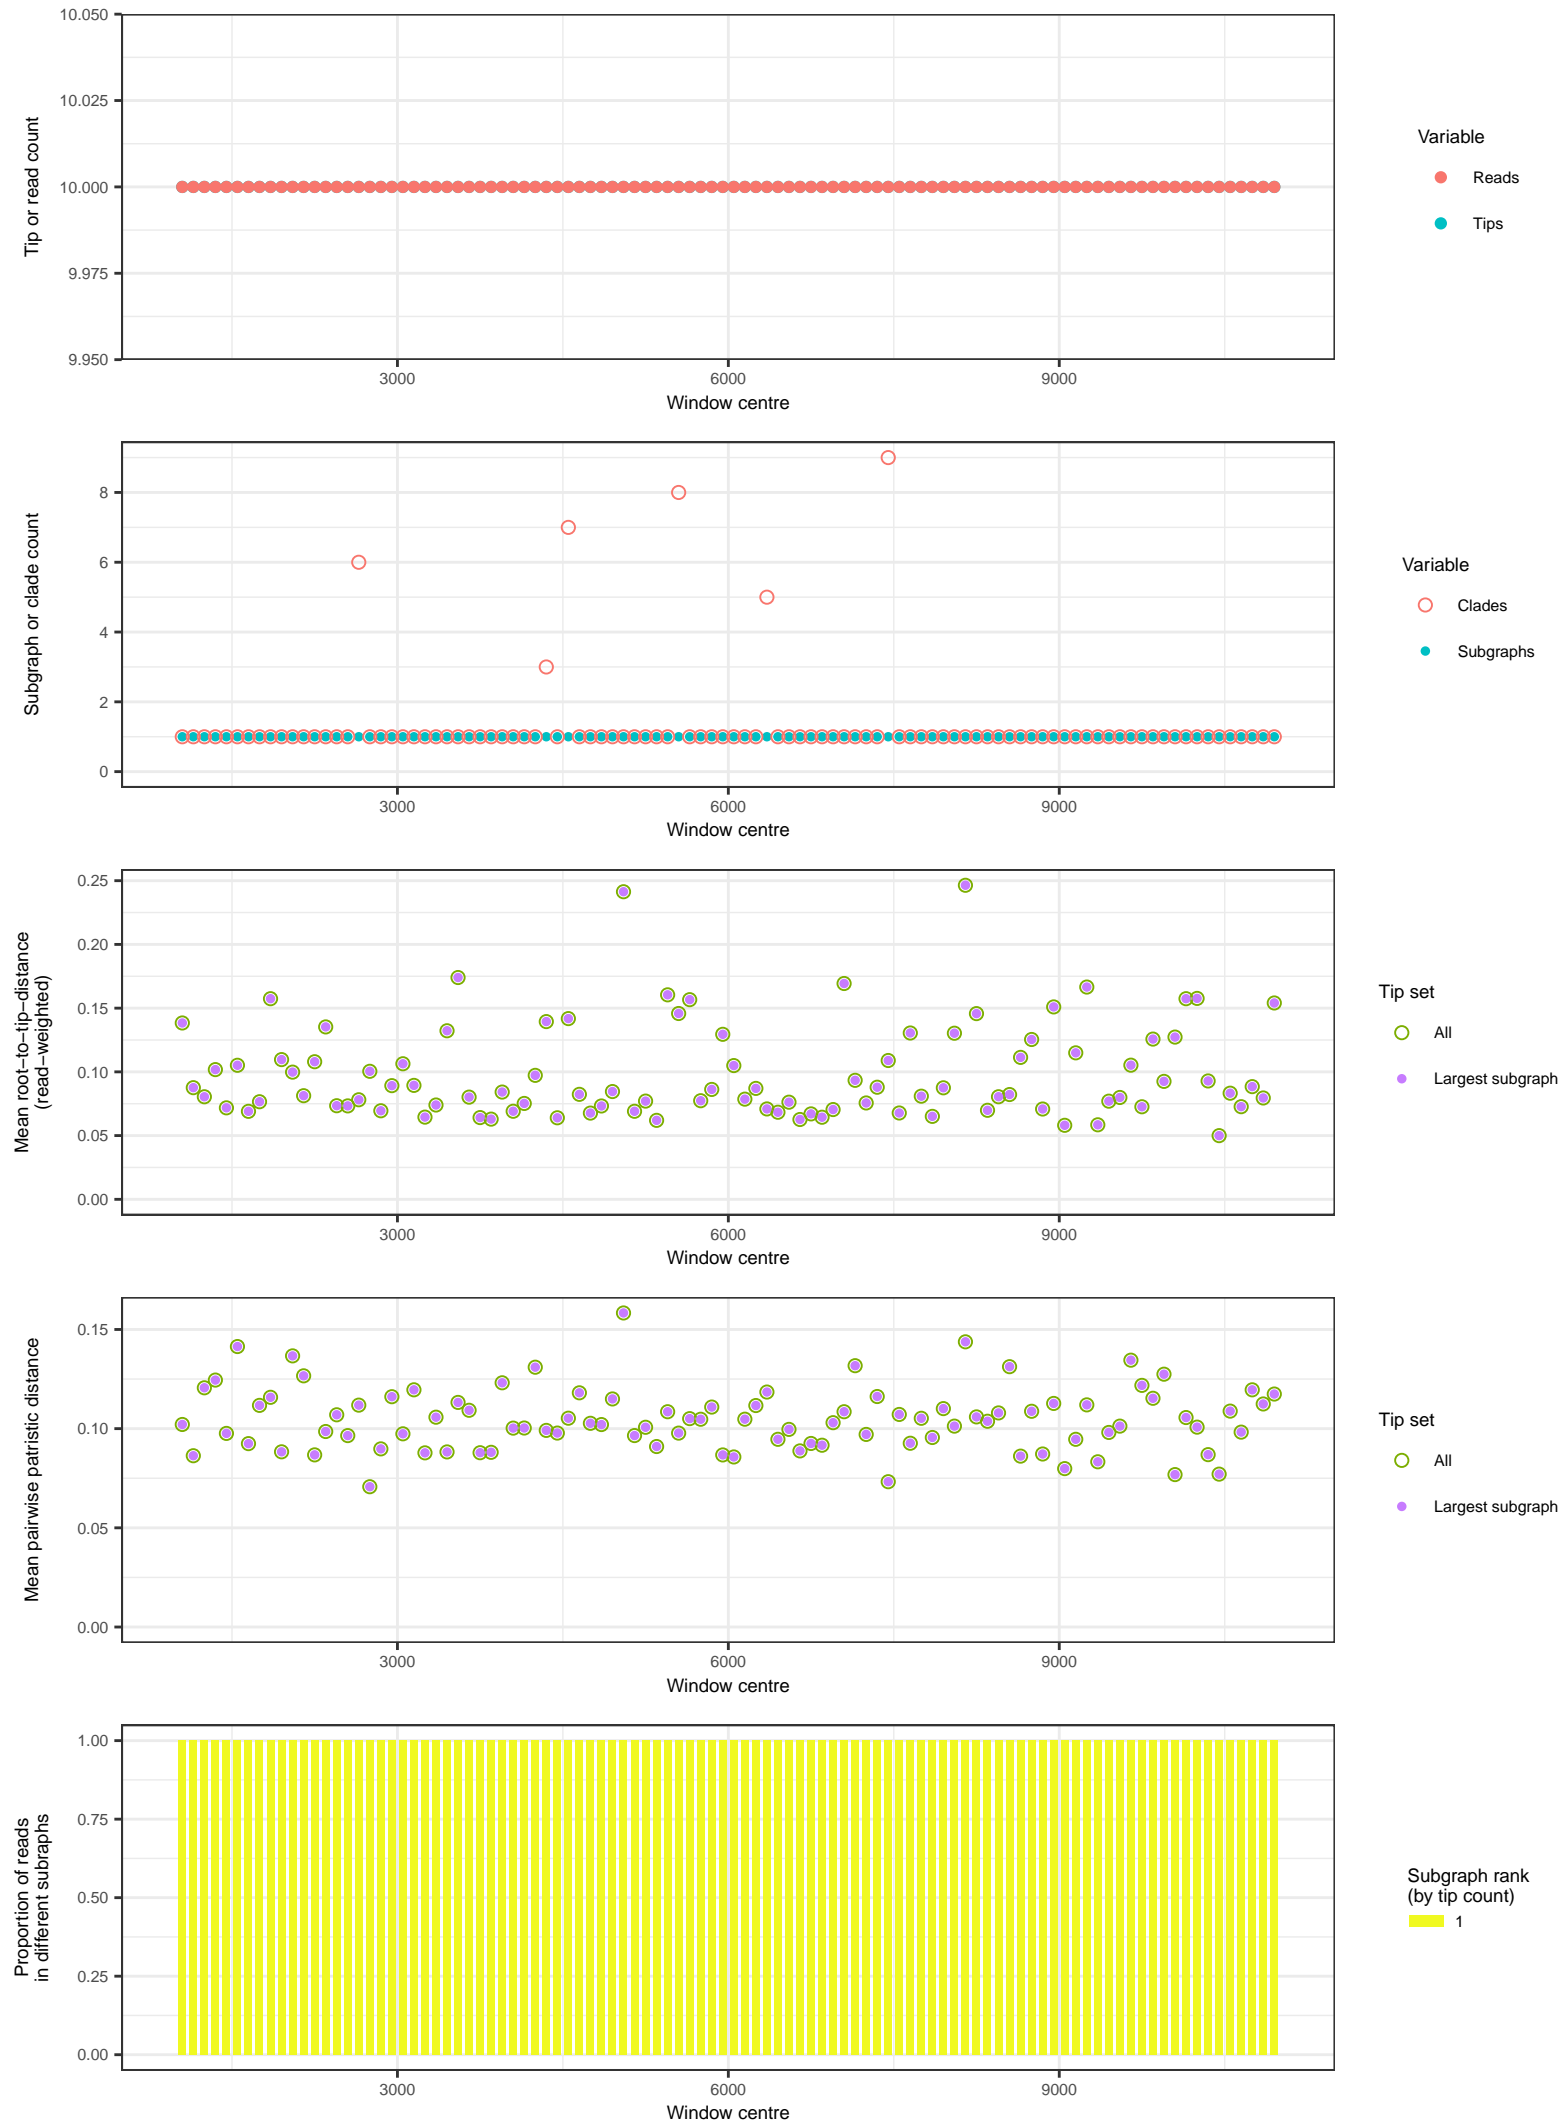 10.050
10.025
10.000
9.975
9.950
Tip or read count
3000
6000
9000
Window centre
Variable
Reads
Tips
8
6
4
2
0
Subgraph or clade count
3000
6000
9000
Window centre
Variable
Clades
Subgraphs
0.25
0.20
0.15
0.10
0.05
0.00
Mean root−to−tip−distance
(read−weighted)
3000
6000
9000
Window centre
Tip set
All
Largest subgraph
0.15
0.10
0.05
0.00
Mean pairwise patristic distance
3000
6000
9000
Window centre
Tip set
All
Largest subgraph
1.00
0.75
0.50
0.25
0.00
Proportion of reads
in different subraphs
3000
6000
9000
Window centre
Subgraph rank
(by tip count)
1